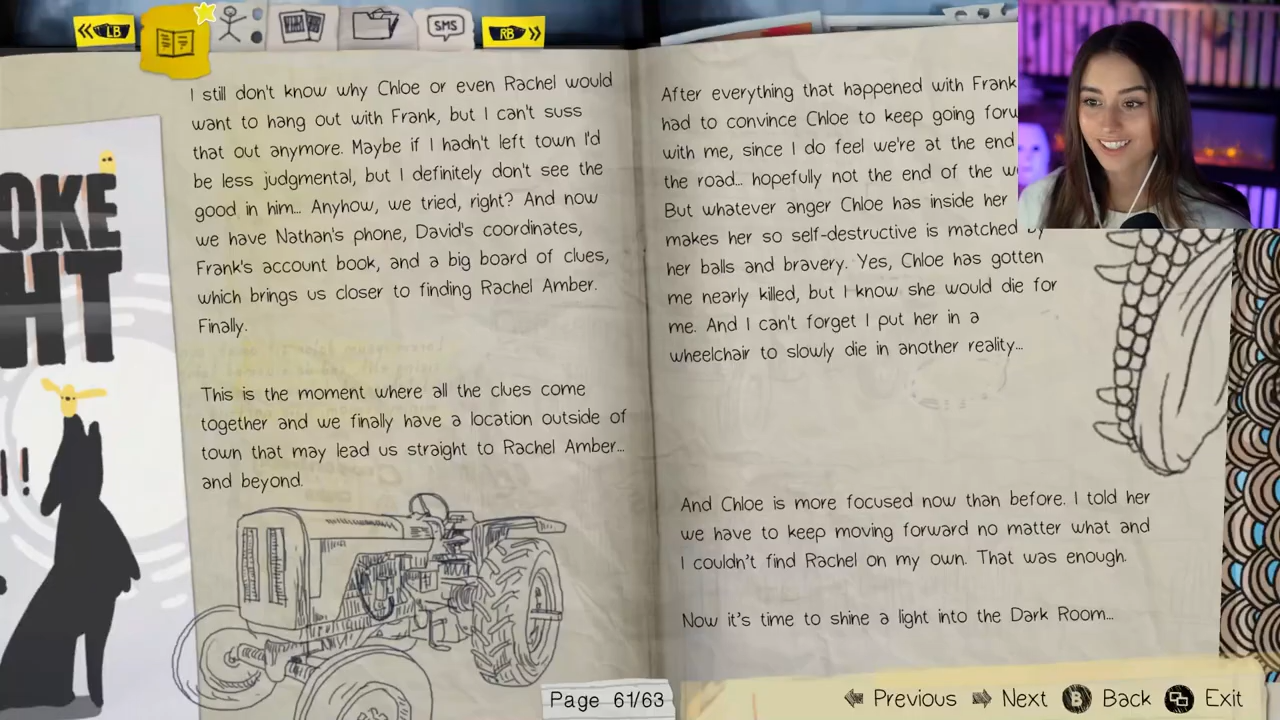 LB
SMS
RB
OKE
HT
!!
I still don't know why Chloe or even Rachel would
want to hang out with Frank, but I can't suss
that out anymore. Maybe if I hadn't left town I'd
be less judgmental, but I definitely don't see the
good in him... Anyhow, we tried, right? And now
we have Nathan's phone, David's coordinates,
Frank's account book, and a big board of clues,
which brings us closer to finding Rachel Amber.
Finally.
This is the moment where all the clues come
together and we finally have a location outside of
town that may lead us straight to Rachel Amber...
and beyond.
After everything that happened with Frank
had to convince Chloe to keep going forw
with me, since I do feel we're at the end
the road... hopefully not the end of the w
But whatever anger Chloe has inside her
makes her so self-destructive is matched
her balls and bravery. Yes, Chloe has gotten
me nearly killed, but I know she would die for
me. And I can't forget I put her in a
wheelchair to slowly die in another reality...
And Chloe is more focused now than before. I told her
we have to keep moving forward no matter what and
I couldn't find Rachel on my own. That was enough.
Now it's time to shine a light into the Dark Room...
Page 61/63
Previous Next B Back Exit